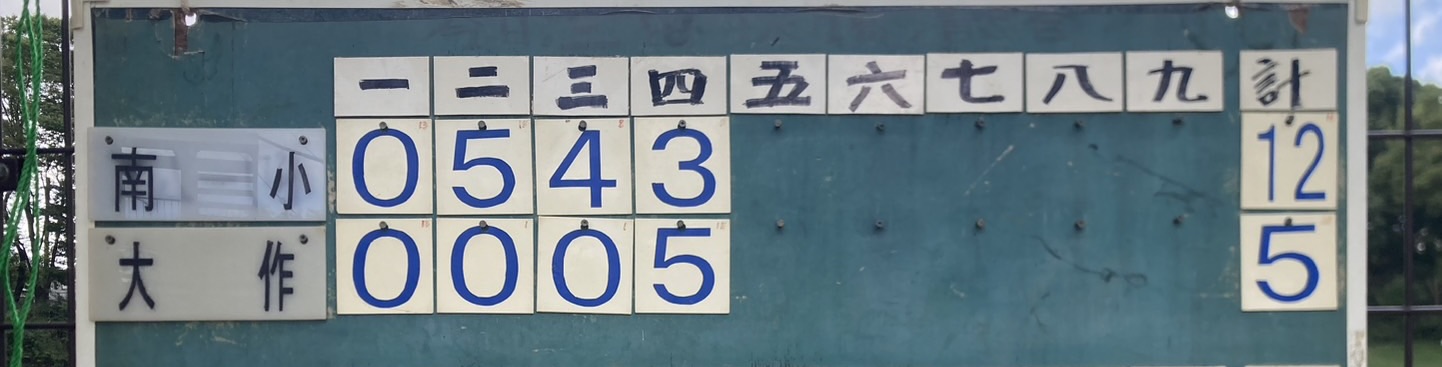 一 二 三 四 五 六 七 八 九 計
南 小 0 5 4 3 12
大 作 0 0 0 5 5